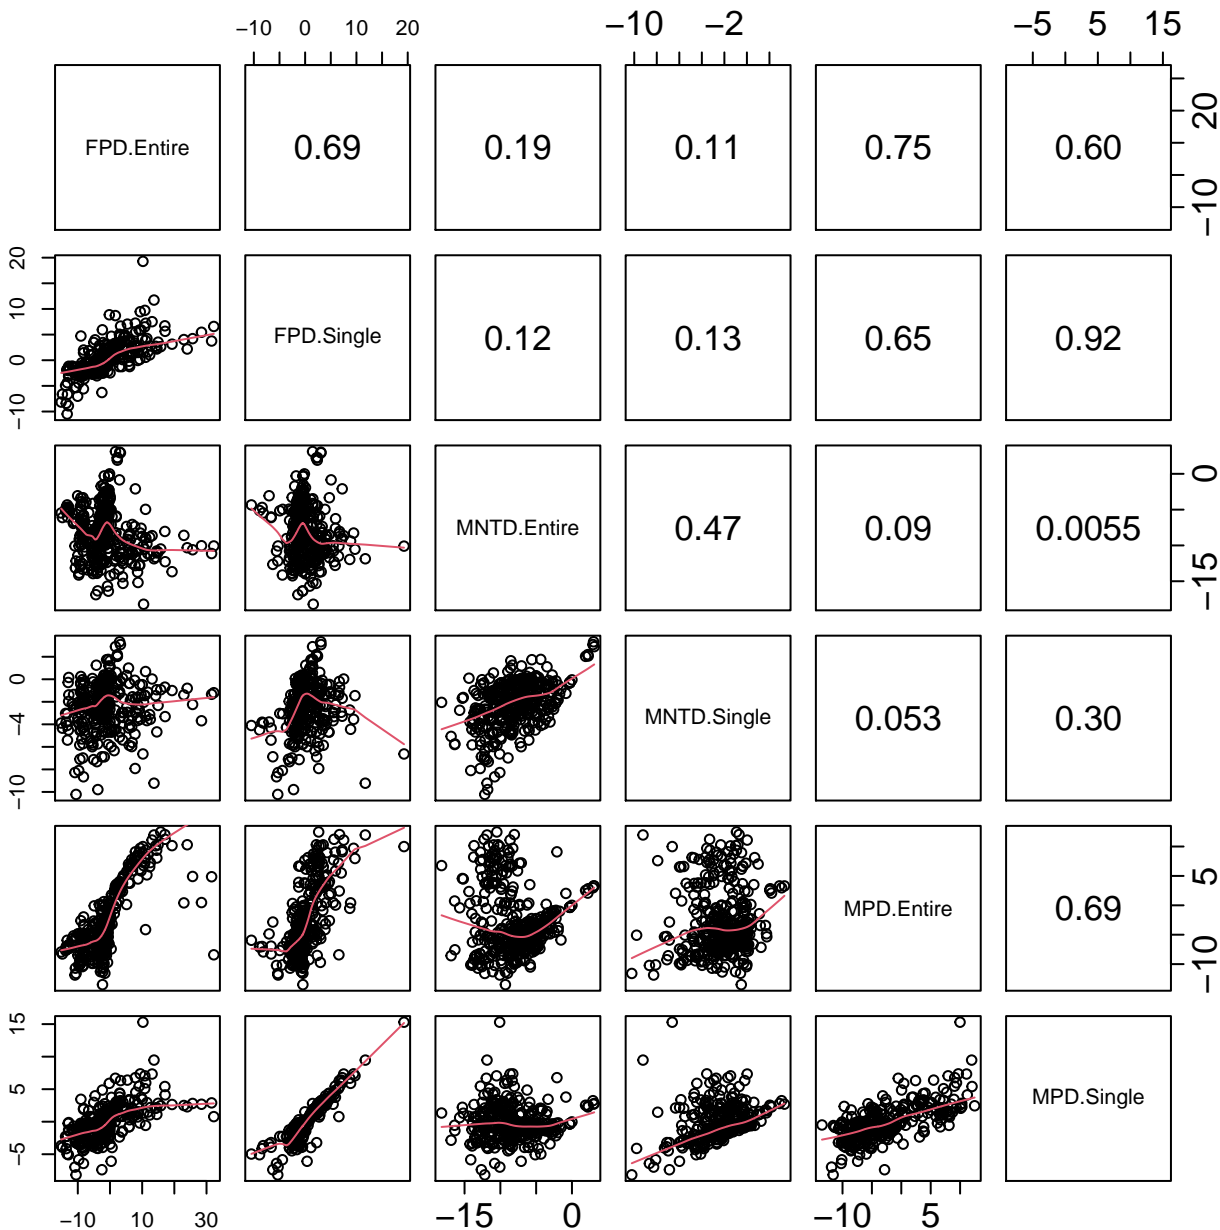 −10 0 10 20 −10 −2 −5 5 15
FPD.Entire 0.69 0.19 0.11 0.75 0.60 −10 20
−10 0 10 20 FPD.Single 0.12 0.13 0.65 0.92
MNTD.Entire 0.47 0.09 0.0055 −15 0
−10 −4 0 MNTD.Single 0.053 0.30
MPD.Entire 0.69 −10 5
−5 5 15 MPD.Single
−10 10 30 −15 0 −10 5